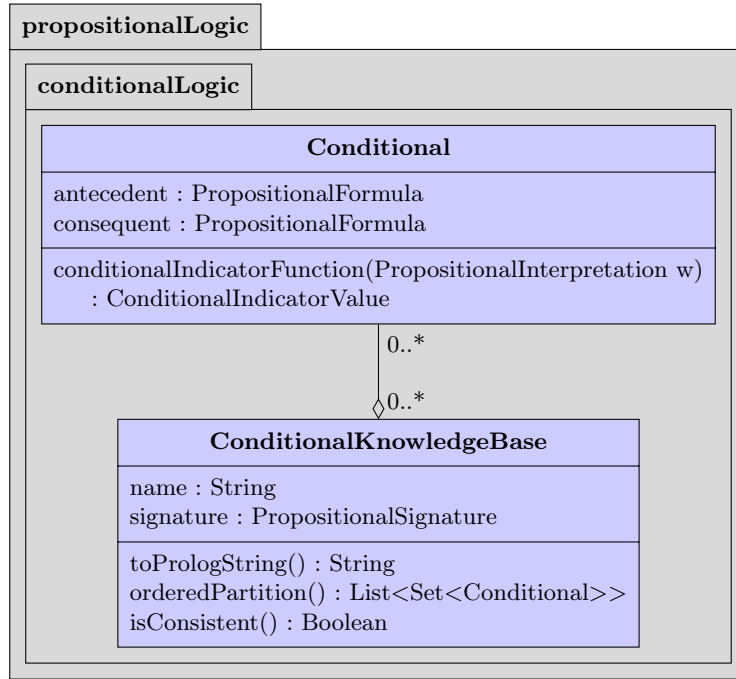 propositionalLogic
conditionalLogic
Conditional
antecedent : PropositionalFormula
consequent : PropositionalFormula
conditionalIndicatorFunction(PropositionalInterpretation w)
: ConditionalIndicatorValue
0..*
0..*
ConditionalKnowledgeBase
name : String
signature : PropositionalSignature
toPrologString() : String
orderedPartition() : List<Set<Conditional>>
isConsistent() : Boolean